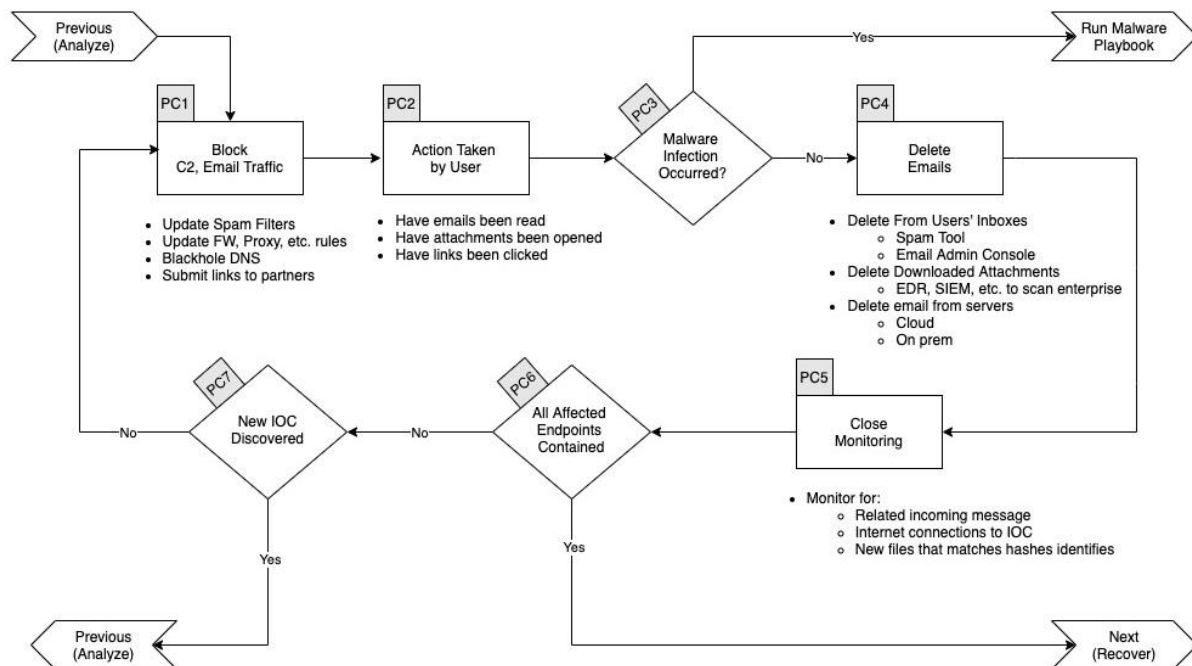 Previous
(Analyze)
Yes
Run Malware
Playbook
PC1
Block
C2, Email Traffic
PC2
Action Taken
by User
PC3
Malware
Infection
Occurred?
No
PC4
Delete
Emails
• Update Spam Filters
• Update FW, Proxy, etc. rules
• Blackhole DNS
• Submit links to partners
• Have emails been read
• Have attachments been opened
• Have links been clicked
• Delete From Users' Inboxes
○ Spam Tool
○ Email Admin Console
• Delete Downloaded Attachments
○ EDR, SIEM, etc. to scan enterprise
• Delete email from servers
○ Cloud
○ On prem
PC7
New IOC
Discovered
No
PC6
All Affected
Endpoints
Contained
No
PC5
Close
Monitoring
• Monitor for:
○ Related incoming message
○ Internet connections to IOC
○ New files that matches hashes identifies
Yes
Yes
Previous
(Analyze)
Next
(Recover)